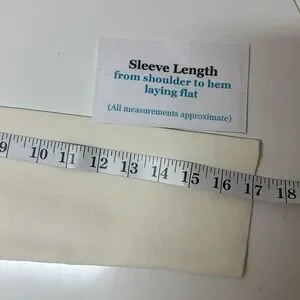 Sleeve Length
from shoulder to hem
laying flat
(All measurements approximate)
9 10 11 12 13 14 15 16 17 18